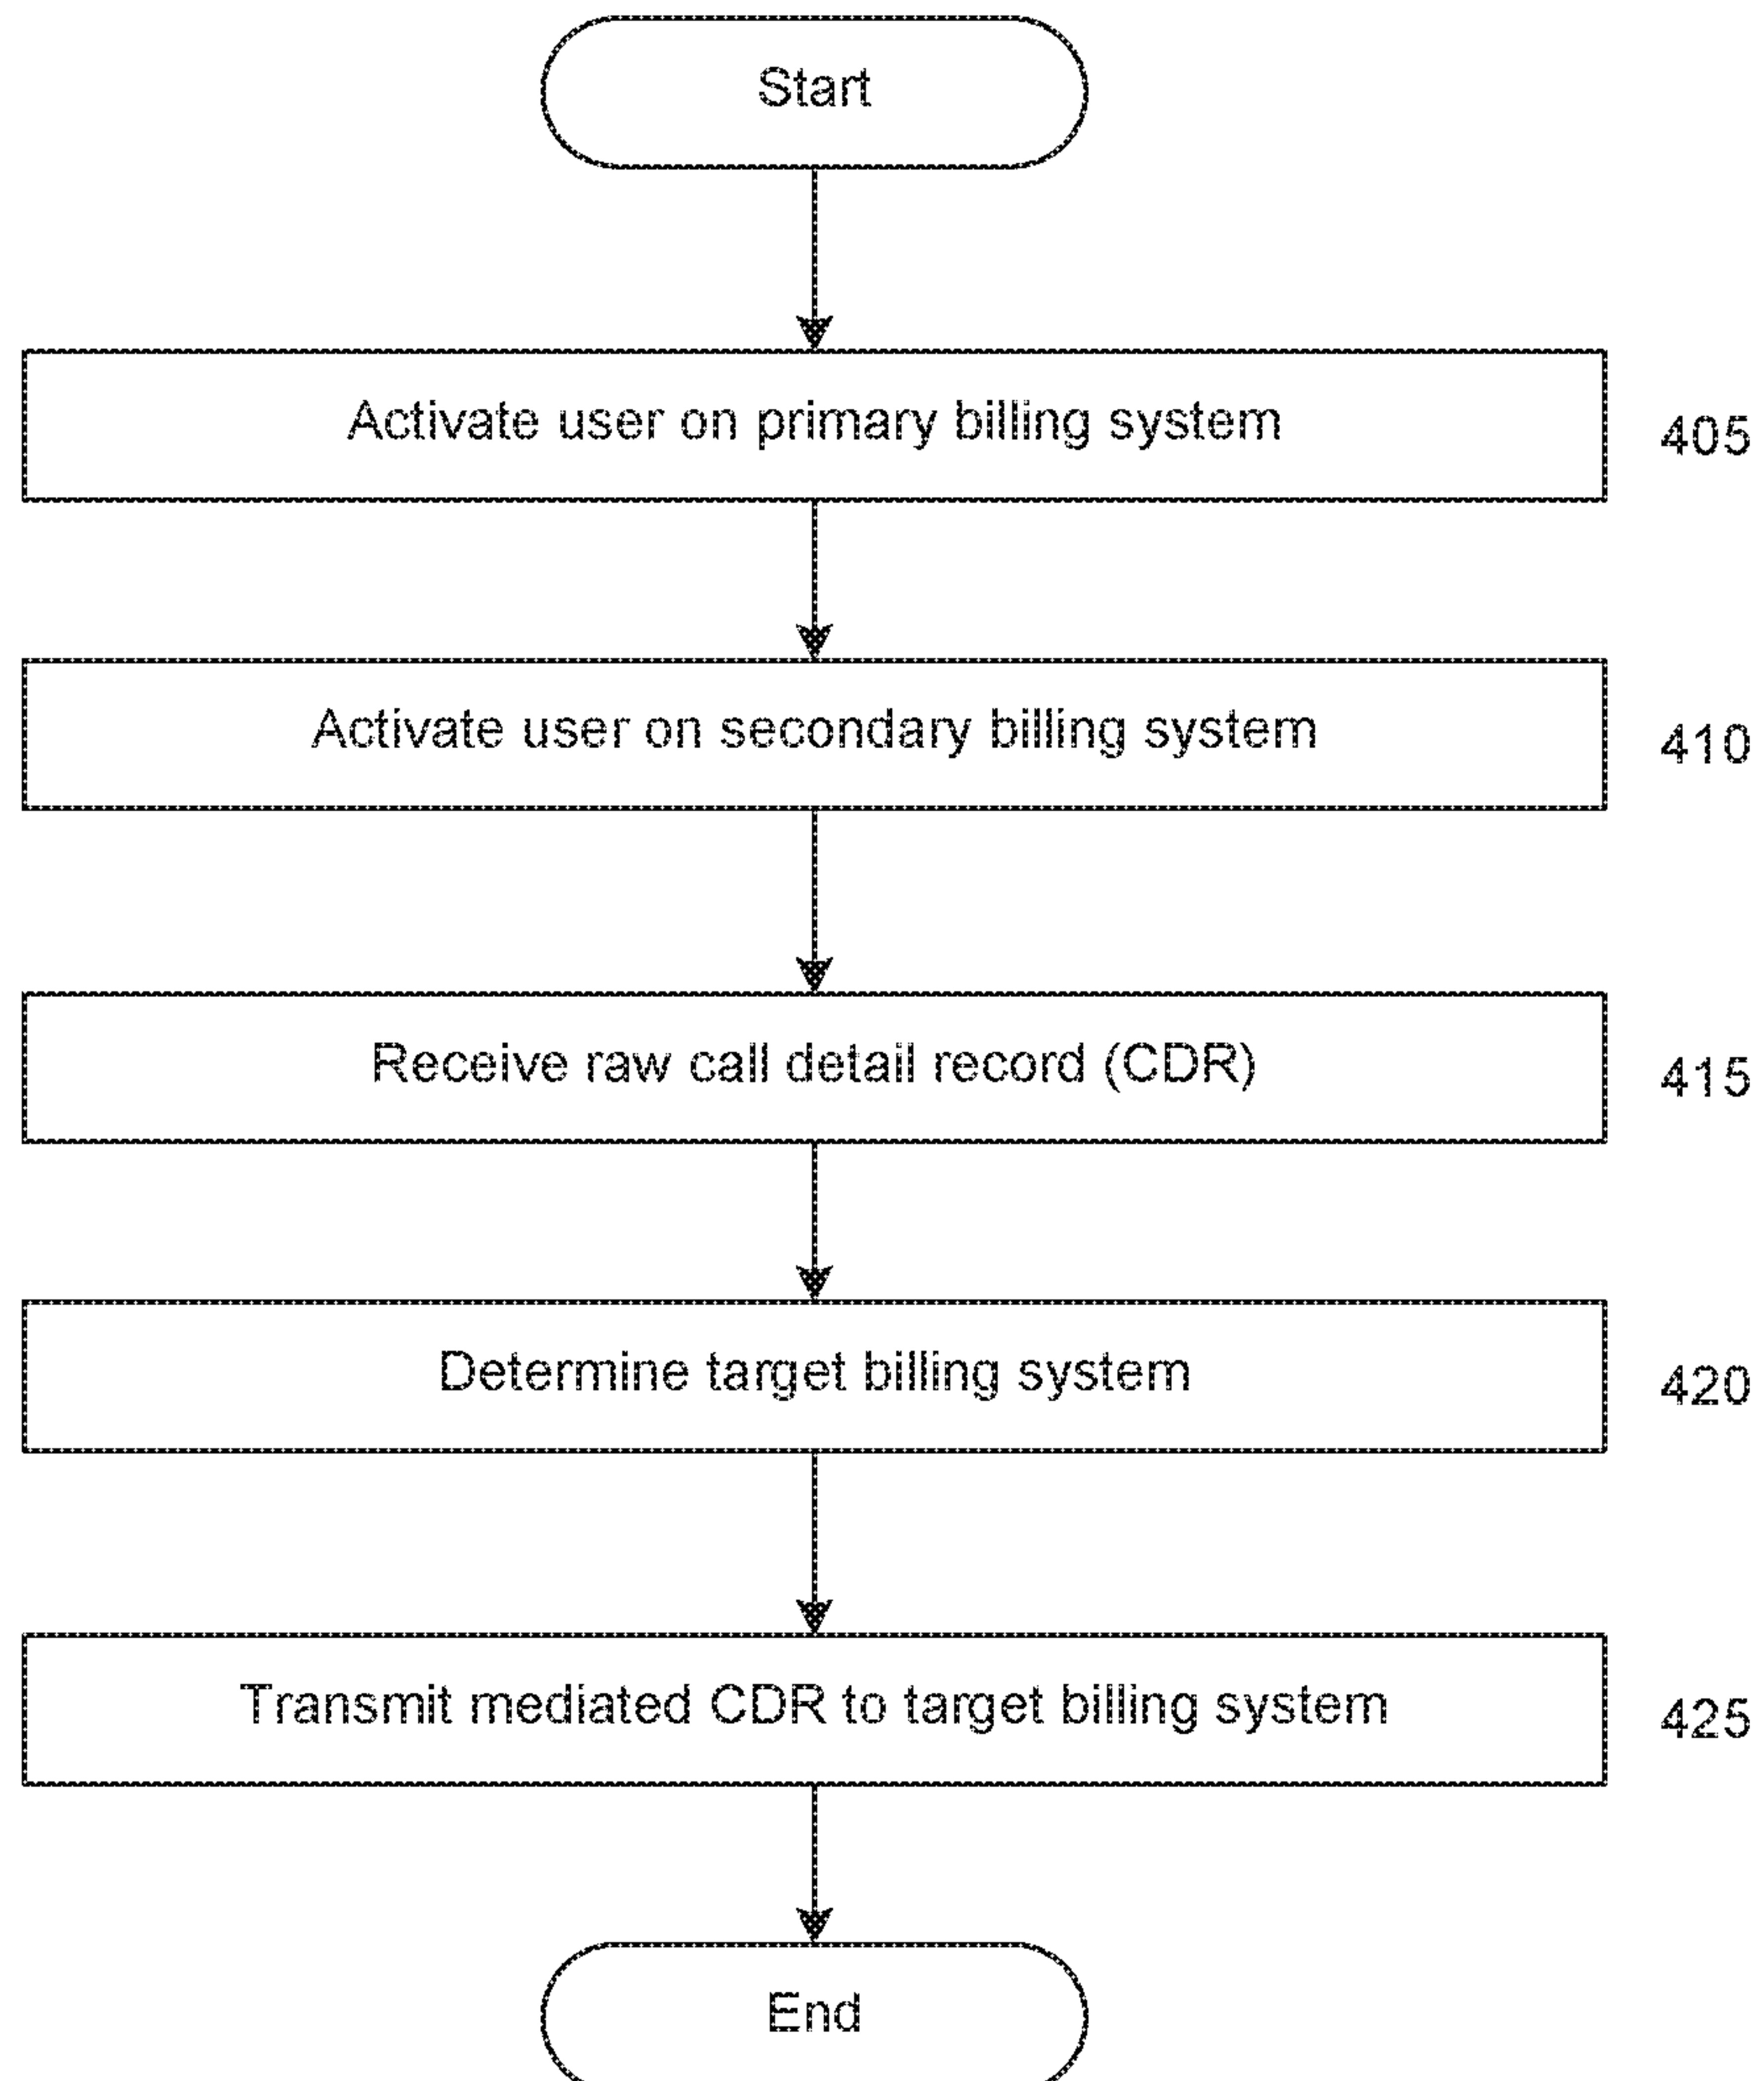 Start
Activate user on primary billing system
405
Activate user on secondary billing system
410
Receive raw call detail record (CDR)
415
Determine target billing system
420
Transmit mediated CDR to target billing system
425
End